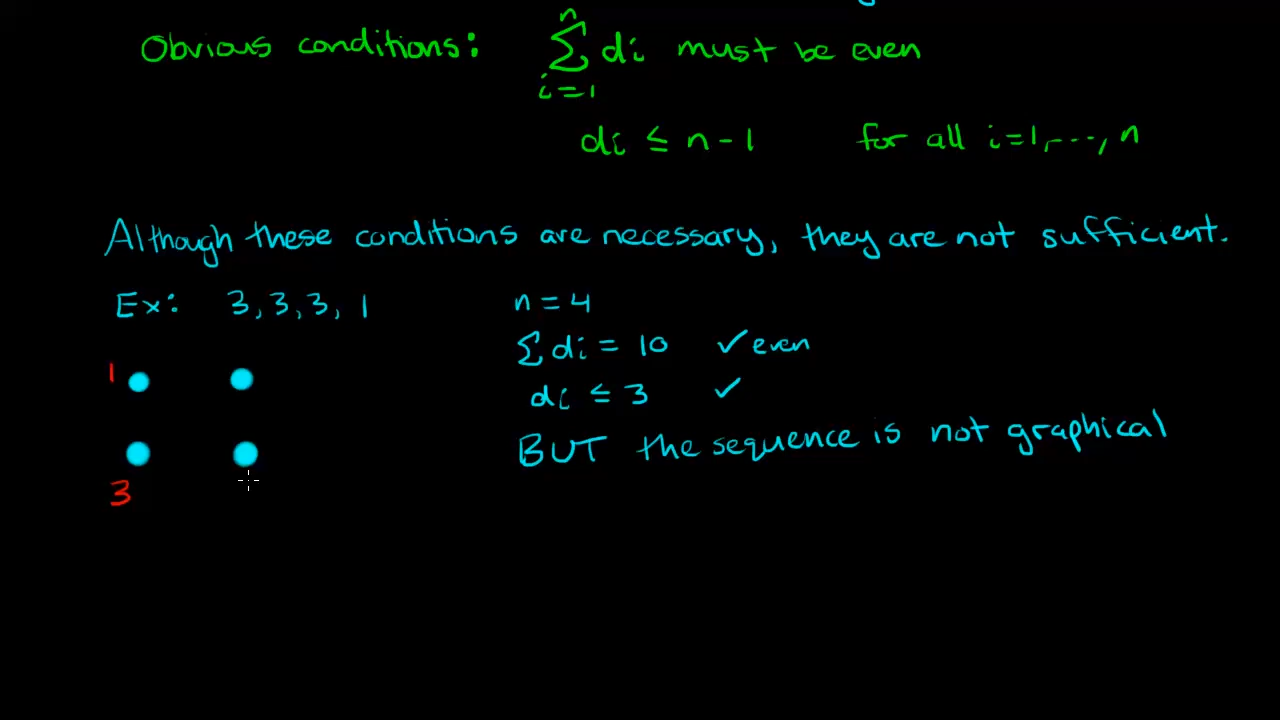 Obvious conditions: n∑i=1 di must be even
di ≤ n-1 for all i=1,...,n
Although these conditions are necessary, they are not sufficient.
Ex: 3,3,3,1 n=4
∑di = 10 ✓even
di ≤ 3 ✓
1
BUT the sequence is not graphical
3